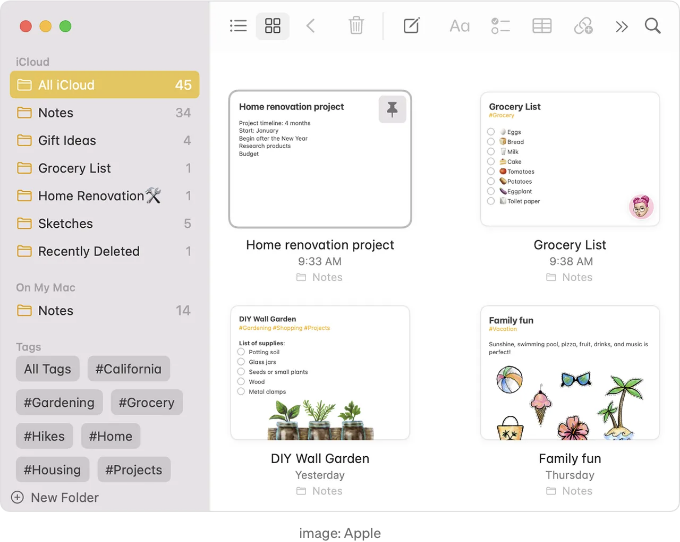 iCloud
All iCloud 45
Notes 34
Gift Ideas 4
Grocery List 1
Home Renovation🛠 1
Sketches 5
Recently Deleted 1
On My Mac
Notes 14
Tags
All Tags #California
#Gardening #Grocery
#Hikes #Home
#Housing #Projects
New Folder
Aa
Home renovation project
Project timeline: 4 months
Start: January
Begin after the New Year
Research products
Budget
Home renovation project
9:33 AM
Notes
Grocery List
#Grocery
🥚 Eggs
🍞 Bread
🥛 Milk
🍰 Cake
🍅 Tomatoes
🍠 Potatoes
🍆 Eggplant
🧻 Toilet paper
Grocery List
9:38 AM
Notes
DIY Wall Garden
#Gardening #Shopping #Projects
List of supplies:
Potting soil
Glass jars
Seeds or small plants
Wood
Metal clamps
DIY Wall Garden
Yesterday
Notes
Family fun
#Vacation
Sunshine, swimming pool, pizza, fruit, drinks, and music is
perfect!
Family fun
Thursday
Notes
image: Apple